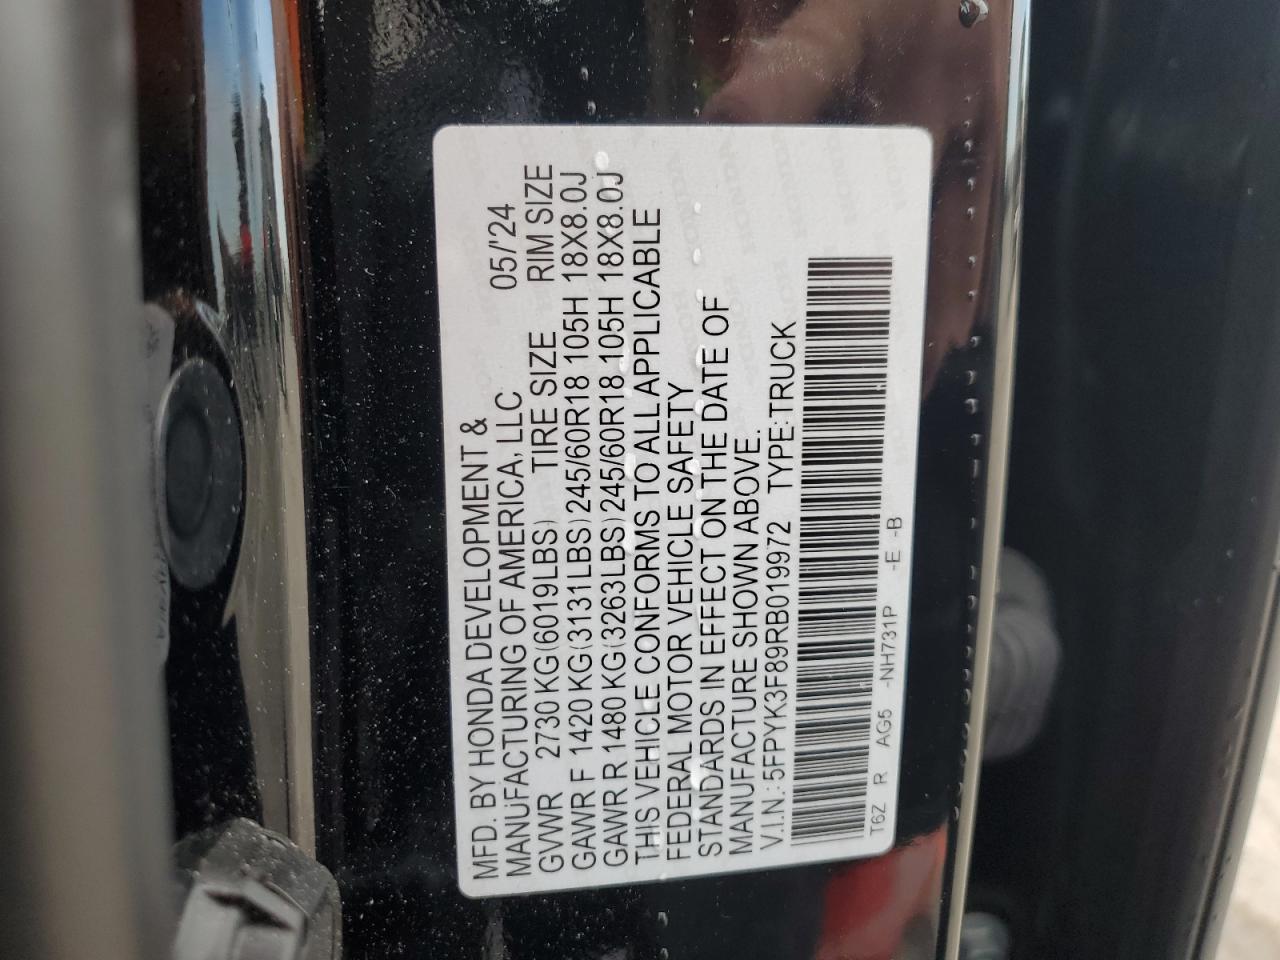 MFD. BY HONDA DEVELOPMENT &
MANUFACTURING OF AMERICA, LLC 05/'24
GVWR 2730 KG (6019LBS) TIRE SIZE RIM SIZE
GAWR F 1420 KG (3131LBS) 245/60R18 105H 18X8.0J
GAWR R 1480 KG (3263LBS) 245/60R18 105H 18X8.0J
THIS VEHICLE CONFORMS TO ALL APPLICABLE
FEDERAL MOTOR VEHICLE SAFETY
STANDARDS IN EFFECT ON THE DATE OF
MANUFACTURE SHOWN ABOVE.
V.I.N.: 5FPYK3F89RB019972 TYPE: TRUCK
T6Z R AG5 -NH731P -E -B